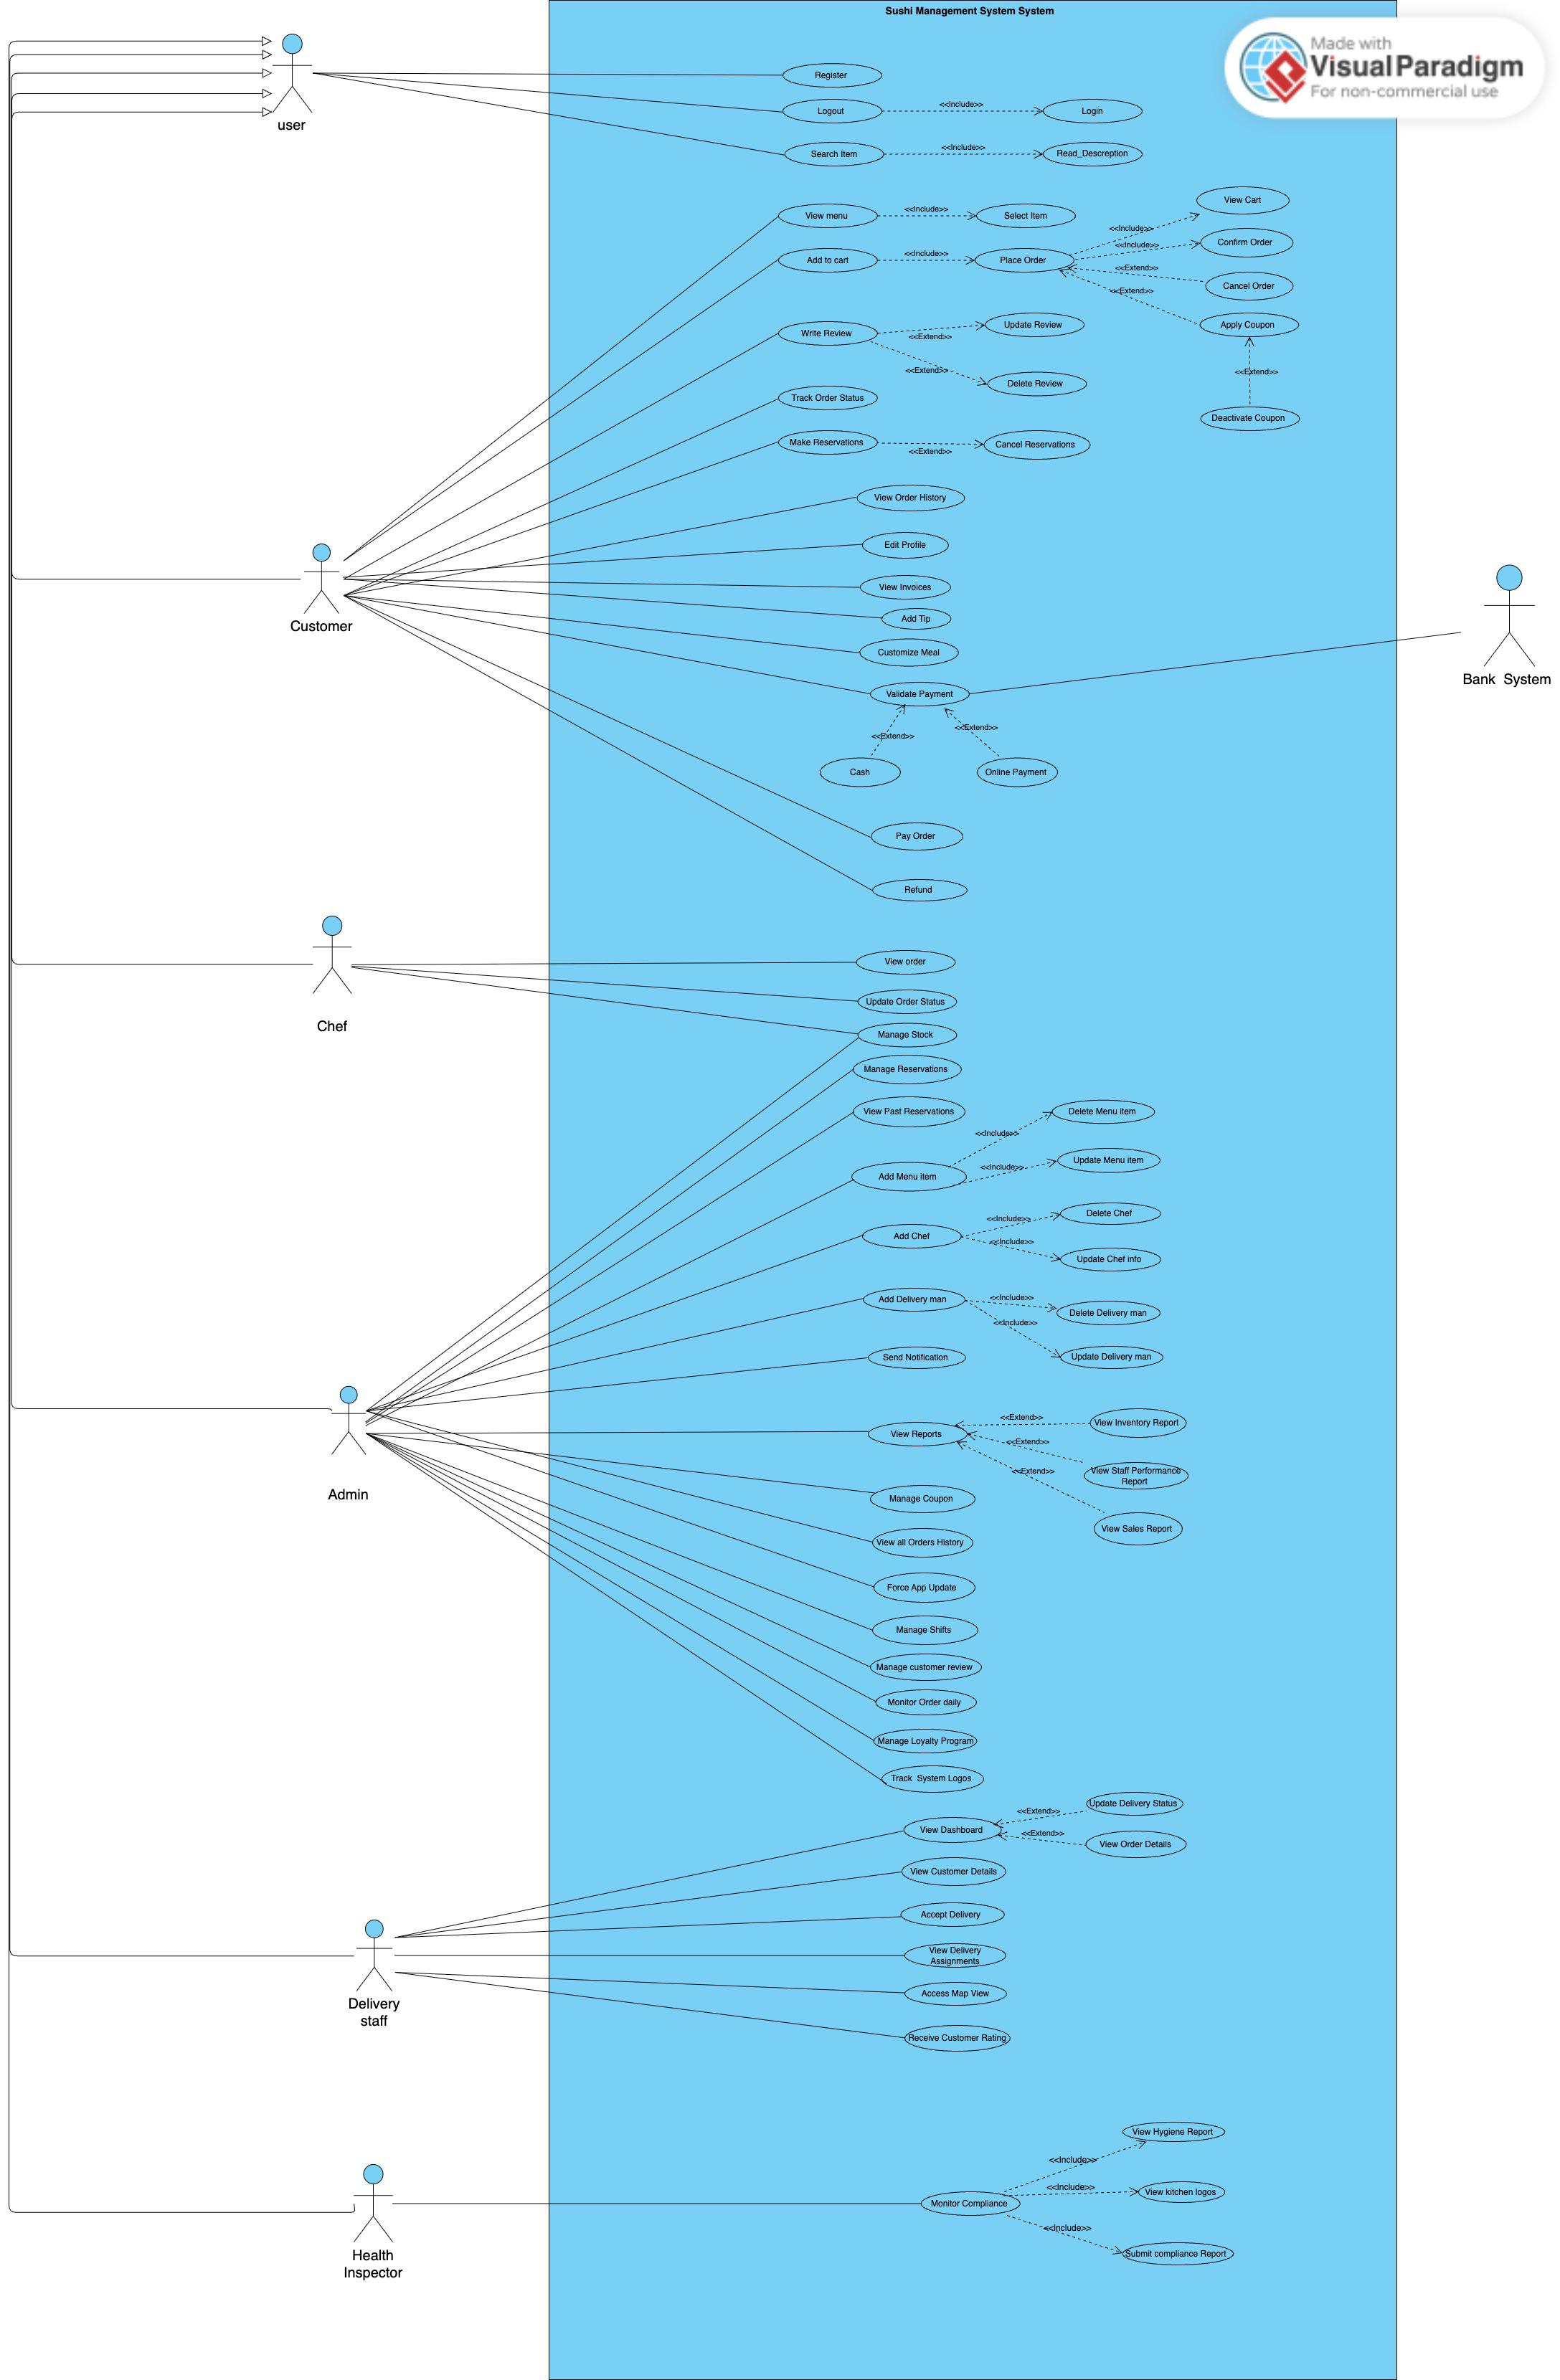 Sushi Management System System
Made with
Visual Paradigm
For non-commercial use
user
Register
Logout
<<Include>>
Login
Search Item
<<Include>>
Read_Descreption
View menu
<<Include>>
Select Item
View Cart
<<Include>>
Add to cart
<<Include>>
Place Order
<<Include>>
Confirm Order
<<Extend>>
Cancel Order
<<Extend>>
Apply Coupon
<<Extend>>
Deactivate Coupon
Write Review
<<Extend>>
Update Review
<<Extend>>
Delete Review
Track Order Status
Make Reservations
<<Extend>>
Cancel Reservations
View Order History
Edit Profile
Customer
View Invoices
Add Tip
Customize Meal
Validate Payment
Bank  System
<<Extend>>
<<Extend>>
Cash
Online Payment
Pay Order
Refund
Chef
View order
Update Order Status
Manage Stock
Manage Reservations
View Past Reservations
Delete Menu item
<<Include>>
Add Menu item
<<Include>>
Update Menu item
Add Chef
<<Include>>
Delete Chef
<<Include>>
Update Chef info
Add Delivery man
<<Include>>
Delete Delivery man
<<Include>>
Update Delivery man
Send Notification
Admin
View Reports
<<Extend>>
View Inventory Report
<<Extend>>
View Staff Performance
Report
<<Extend>>
View Sales Report
Manage Coupon
View all Orders History
Force App Update
Manage Shifts
Manage customer review
Monitor Order daily
Manage Loyalty Program
Track  System Logos
View Dashboard
<<Extend>>
Update Delivery Status
<<Extend>>
View Order Details
View Customer Details
Accept Delivery
Delivery
staff
View Delivery
Assignments
Access Map View
Receive Customer Rating
Health
Inspector
Monitor Compliance
<<Include>>
View Hygiene Report
<<Include>>
View kitchen logos
<<Include>>
Submit compliance Report